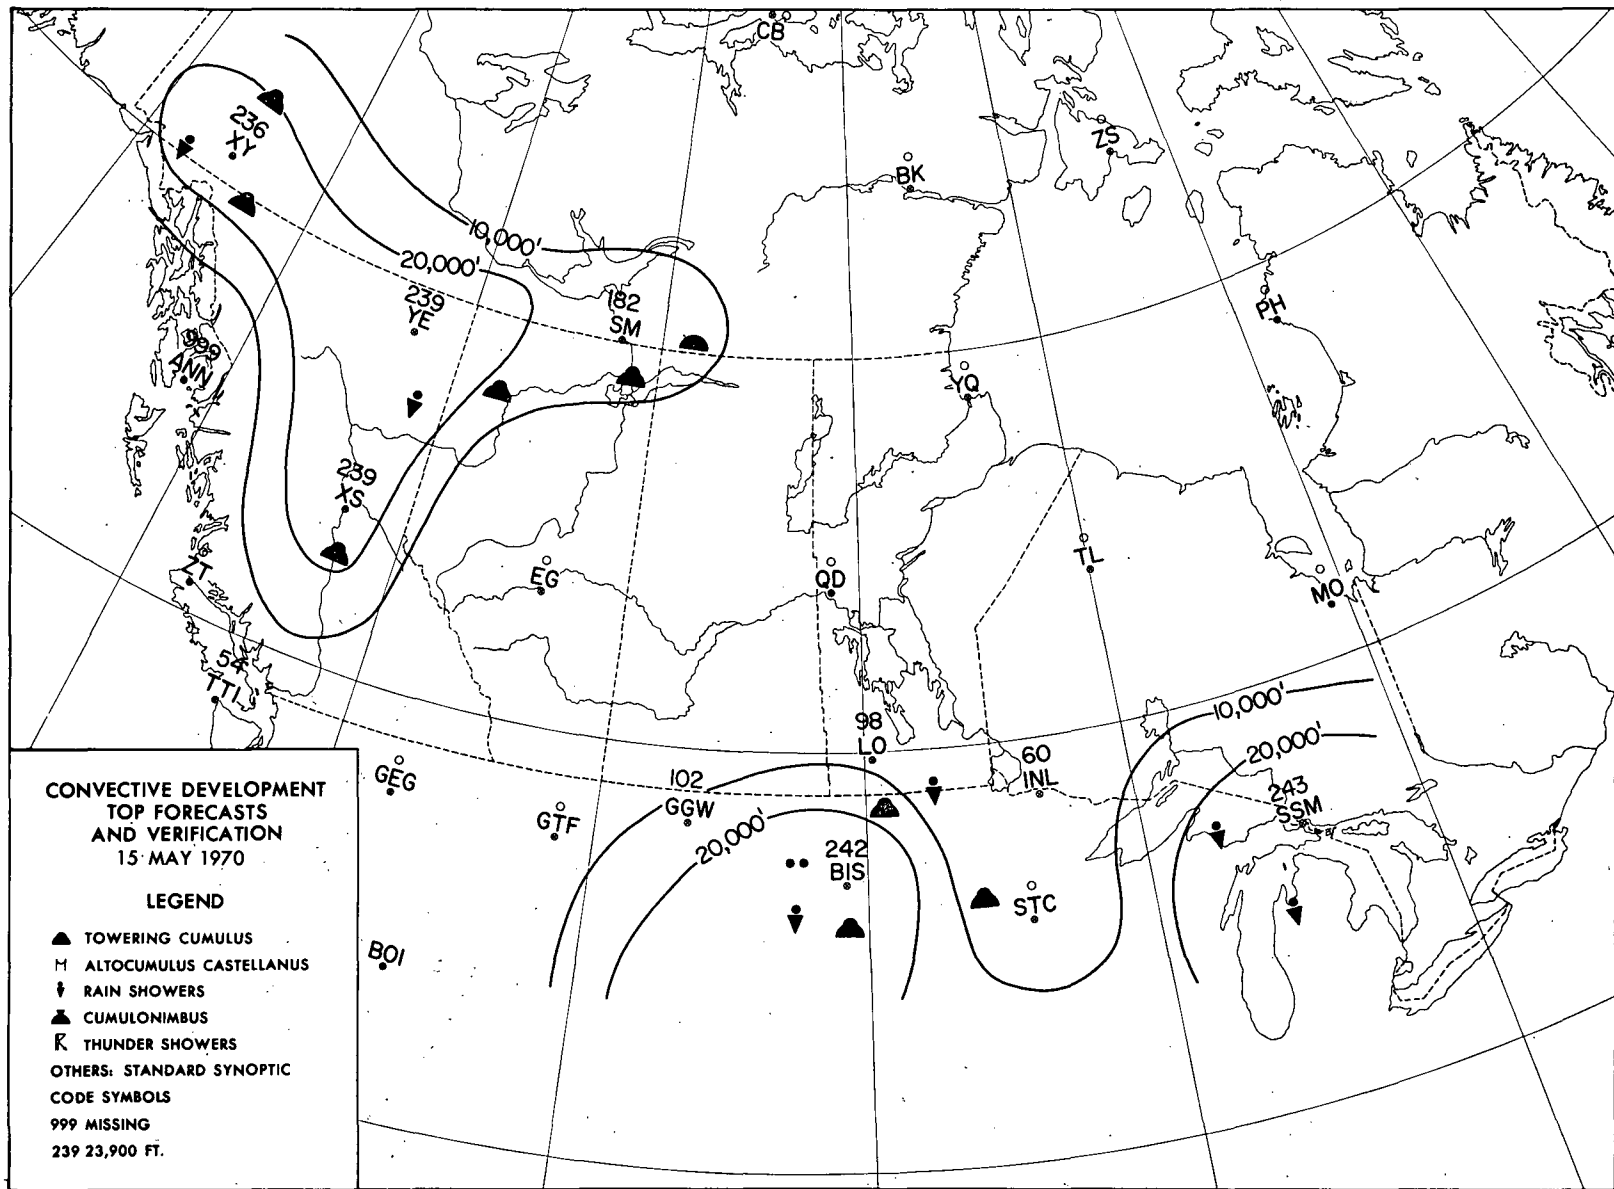 CB
236
XY
ZS
BK
10,000'
20,000'
239
YE
182
SM
PH
999
ANN
YQ
239
XS
ZT
EG
QD
TL
MO
54
TTI
10,000'
20,000'
98
LO
60
INL
GEG
102
GGW
243
SSM
GTF
20,000'
242
BIS
STC
BOI
CONVECTIVE DEVELOPMENT
TOP FORECASTS
AND VERIFICATION
15 MAY 1970
LEGEND
TOWERING CUMULUS
M ALTOCUMULUS CASTELLANUS
RAIN SHOWERS
CUMULONIMBUS
THUNDER SHOWERS
OTHERS: STANDARD SYNOPTIC
CODE SYMBOLS
999 MISSING
239 23,900 FT.